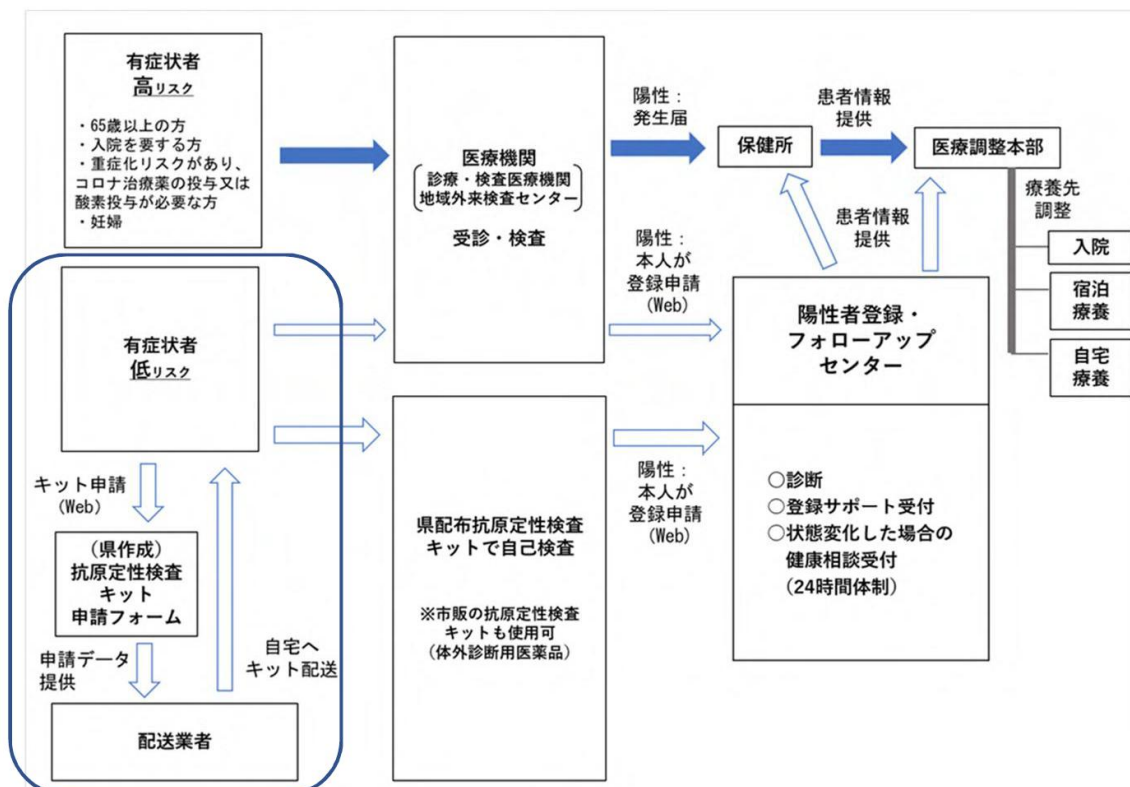 有症状者
高リスク
・65歳以上の方
・入院を要する方
・重症化リスクがあり、
コロナ治療薬の投与又は
酸素投与が必要な方
・妊婦
医療機関
診療・検査医療機関
地域外来検査センター
受診・検査
陽性：
発生届
保健所
患者情報
提供
医療調整本部
療養先
調整
入院
宿泊
療養
自宅
療養
患者情報
提供
有症状者
低リスク
陽性：
本人が
登録申請
(Web)
陽性者登録・
フォローアップ
センター
○診断
○登録サポート受付
○状態変化した場合の
健康相談受付
（24時間体制）
県配布抗原定性検査
キットで自己検査
※市販の抗原定性検査
キットも使用可
（体外診断用医薬品）
陽性：
本人が
登録申請
(Web)
キット申請
(Web)
（県作成）
抗原定性検査
キット
申請フォーム
申請データ
提供
自宅へ
キット配送
配送業者